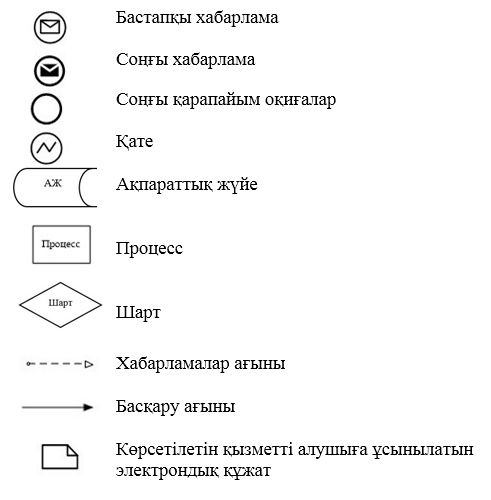 Бастапқы хабарлама
Соңғы хабарлама
Соңғы қарапайым оқиғалар
Қате
АЖ
Ақпараттық жүйе
Процесс
Процесс
Шарт
Шарт
Хабарламалар ағыны
Басқару ағыны
Көрсетілетін қызметті алушыға ұсынылатын
электрондық құжат